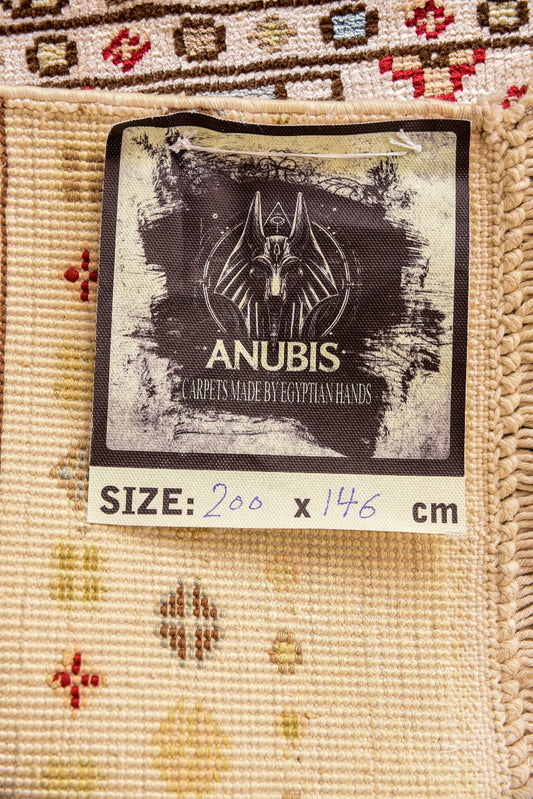 ANUBIS
CARPETS MADE BY EGYPTIAN HANDS
SIZE: 200 x 146 cm